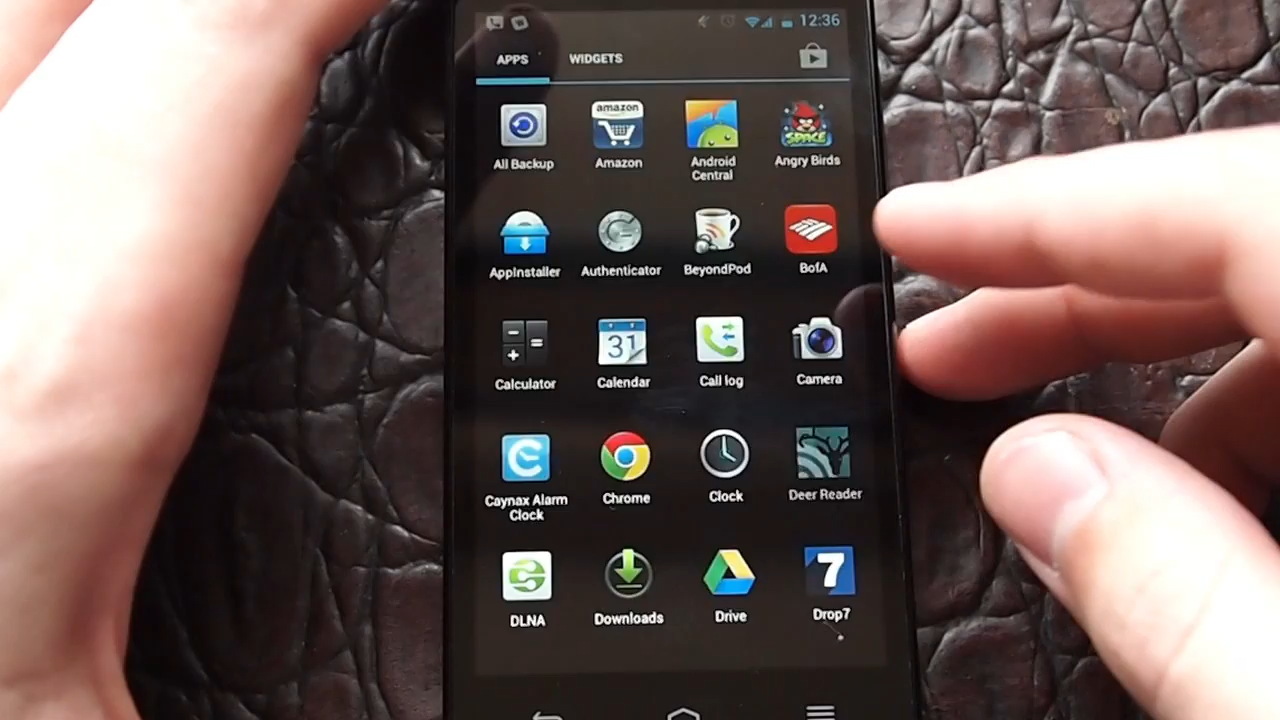 12:36
APPS WIDGETS
amazon
SPACE
All Backup Amazon Android Central Angry Birds
AppInstaller Authenticator BeyondPod BofA
31
Calculator Calendar Call log Camera
Caynax Alarm Clock Chrome Clock Deer Reader
7
DLNA Downloads Drive Drop7